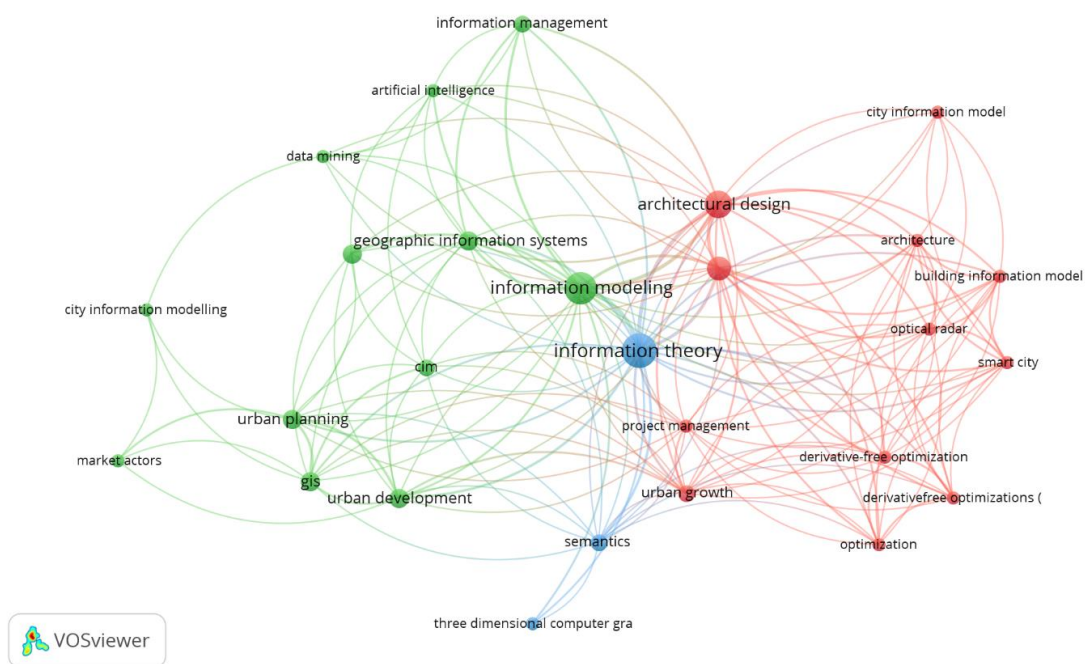 information management
artificial intelligence
city information model
data mining
architectural design
geographic information systems
architecture
building information model
information modeling
city information modelling
optical radar
information theory
smart city
cim
urban planning
project management
market actors
derivative-free optimization
gis
urban development
urban growth
derivativefree optimizations (
semantics
optimization
three dimensional computer gra
VOSviewer